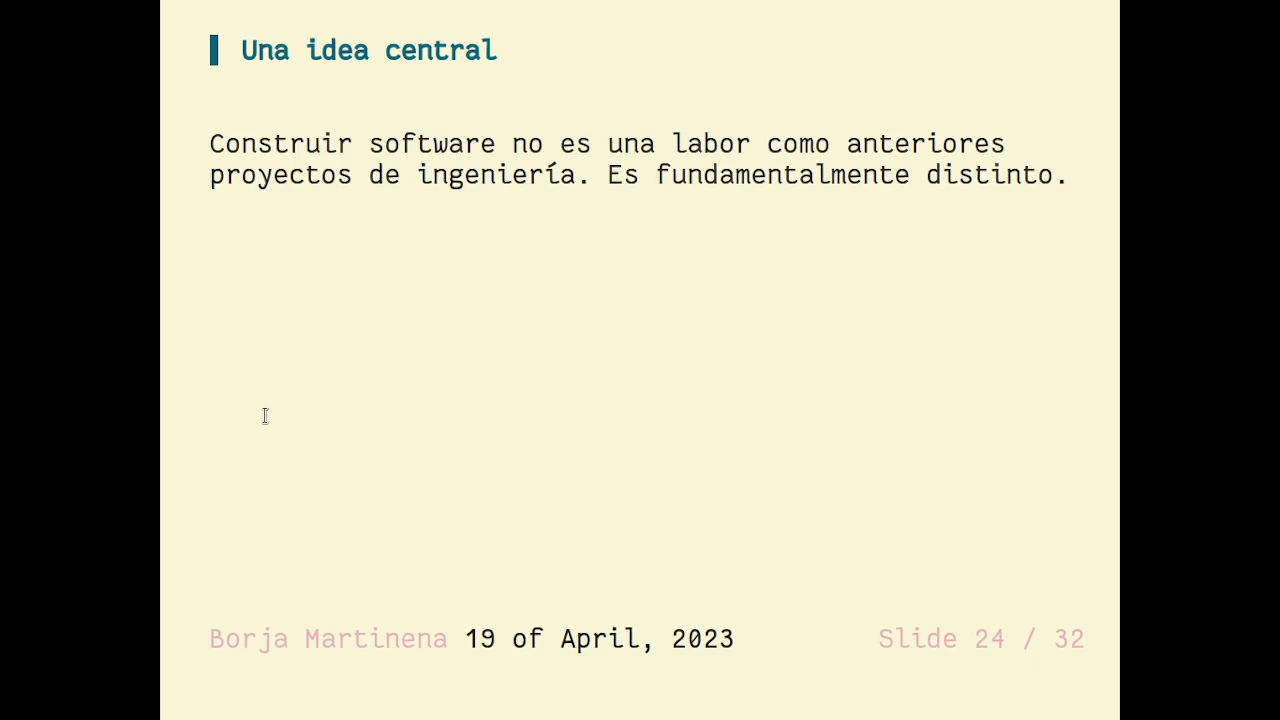 Una idea central
Construir software no es una labor como anteriores
proyectos de ingeniería. Es fundamentalmente distinto.
Borja Martinena 19 of April, 2023 Slide 24 / 32